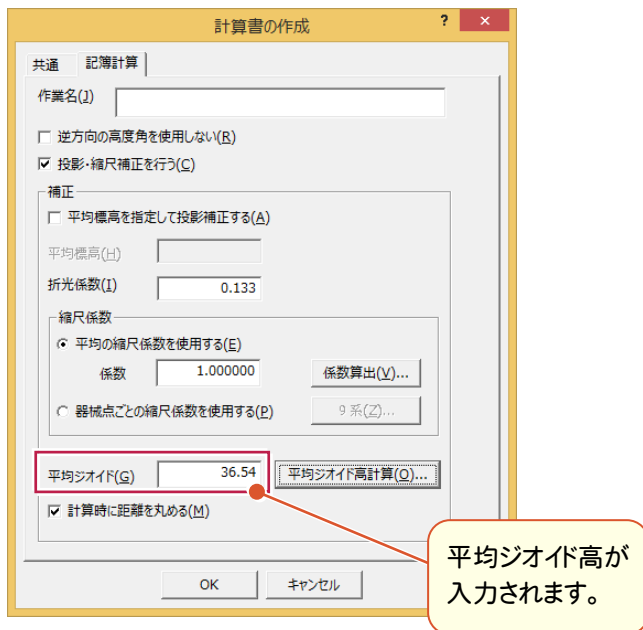 計算書の作成
?
×
共通 記簿計算
作業名(J)
逆方向の高度角を使用しない(R)
投影・縮尺補正を行う(C)
補正
平均標高を指定して投影補正する(A)
平均標高(H)
折光係数(I) 0.133
縮尺係数
平均の縮尺係数を使用する(E)
係数 1.000000 係数算出(V)...
器械点ごとの縮尺係数を使用する(P) 9 系(Z)...
平均ジオイド(G) 36.54 平均ジオイド高計算(O)...
計算時に距離を丸める(M)
OK キャンセル
平均ジオイド高が
入力されます。